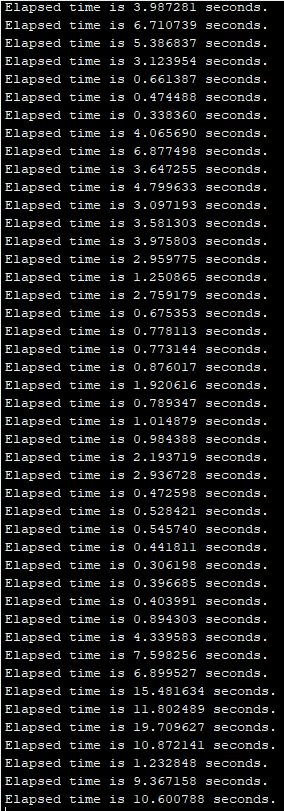 Elapsed time is 3.987281 seconds.
Elapsed time is 6.710739 seconds.
Elapsed time is 5.386837 seconds.
Elapsed time is 3.123954 seconds.
Elapsed time is 0.661387 seconds.
Elapsed time is 0.474488 seconds.
Elapsed time is 0.338360 seconds.
Elapsed time is 4.065690 seconds.
Elapsed time is 6.877498 seconds.
Elapsed time is 3.647255 seconds.
Elapsed time is 4.799633 seconds.
Elapsed time is 3.097193 seconds.
Elapsed time is 3.581303 seconds.
Elapsed time is 3.975803 seconds.
Elapsed time is 2.959775 seconds.
Elapsed time is 1.250865 seconds.
Elapsed time is 2.759179 seconds.
Elapsed time is 0.675353 seconds.
Elapsed time is 0.778113 seconds.
Elapsed time is 0.773144 seconds.
Elapsed time is 0.876017 seconds.
Elapsed time is 1.920616 seconds.
Elapsed time is 0.789347 seconds.
Elapsed time is 1.014879 seconds.
Elapsed time is 0.984388 seconds.
Elapsed time is 2.193719 seconds.
Elapsed time is 2.936728 seconds.
Elapsed time is 0.472598 seconds.
Elapsed time is 0.528421 seconds.
Elapsed time is 0.545740 seconds.
Elapsed time is 0.441811 seconds.
Elapsed time is 0.306198 seconds.
Elapsed time is 0.396685 seconds.
Elapsed time is 0.403991 seconds.
Elapsed time is 0.894303 seconds.
Elapsed time is 4.339583 seconds.
Elapsed time is 7.598256 seconds.
Elapsed time is 6.899527 seconds.
Elapsed time is 15.481634 seconds.
Elapsed time is 11.802489 seconds.
Elapsed time is 19.709627 seconds.
Elapsed time is 10.872141 seconds.
Elapsed time is 1.232848 seconds.
Elapsed time is 9.367158 seconds.
Elapsed time is 10.600788 seconds.